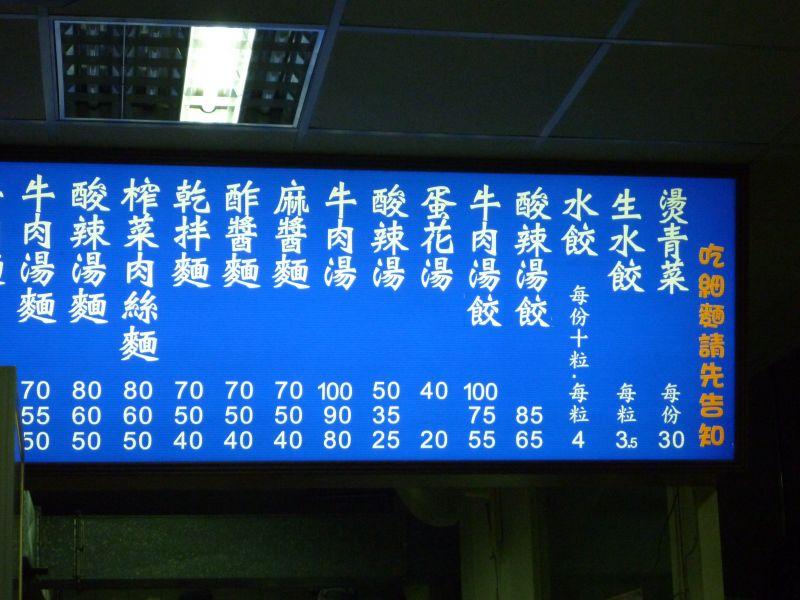 吃細麵請先告知
燙青菜 每份 30
生水餃 每粒 3.5
水餃 每份十粒·每粒 4
酸辣湯餃 85 65
牛肉湯餃 100 75 55
蛋花湯 40 20
酸辣湯 50 35 25
牛肉湯 100 90 80
麻醬麵 70 50 40
酢醬麵 70 50 40
乾拌麵 70 50 40
榨菜肉絲麵 80 60 50
酸辣湯麵 80 60 50
牛肉湯麵 70 55 50